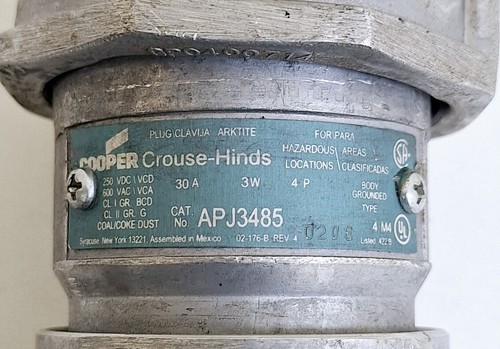 PLUG/CLAVIJA ARKTITE FOR/PARA
COOPER Crouse-Hinds HAZARDOUS \ AREAS
LOCATIONS \ CLASIFICADAS
250 VDC \ VCD 30 A 3W 4 P BODY
600 VAC \ VCA GROUNDED
CL I GR. BCD TYPE
CL II GR. G CAT. No. APJ3485 4 M4
COAL/COKE DUST UL
Syracuse, New York 13221, Assembled in Mexico 02-176-B REV 4 Listed